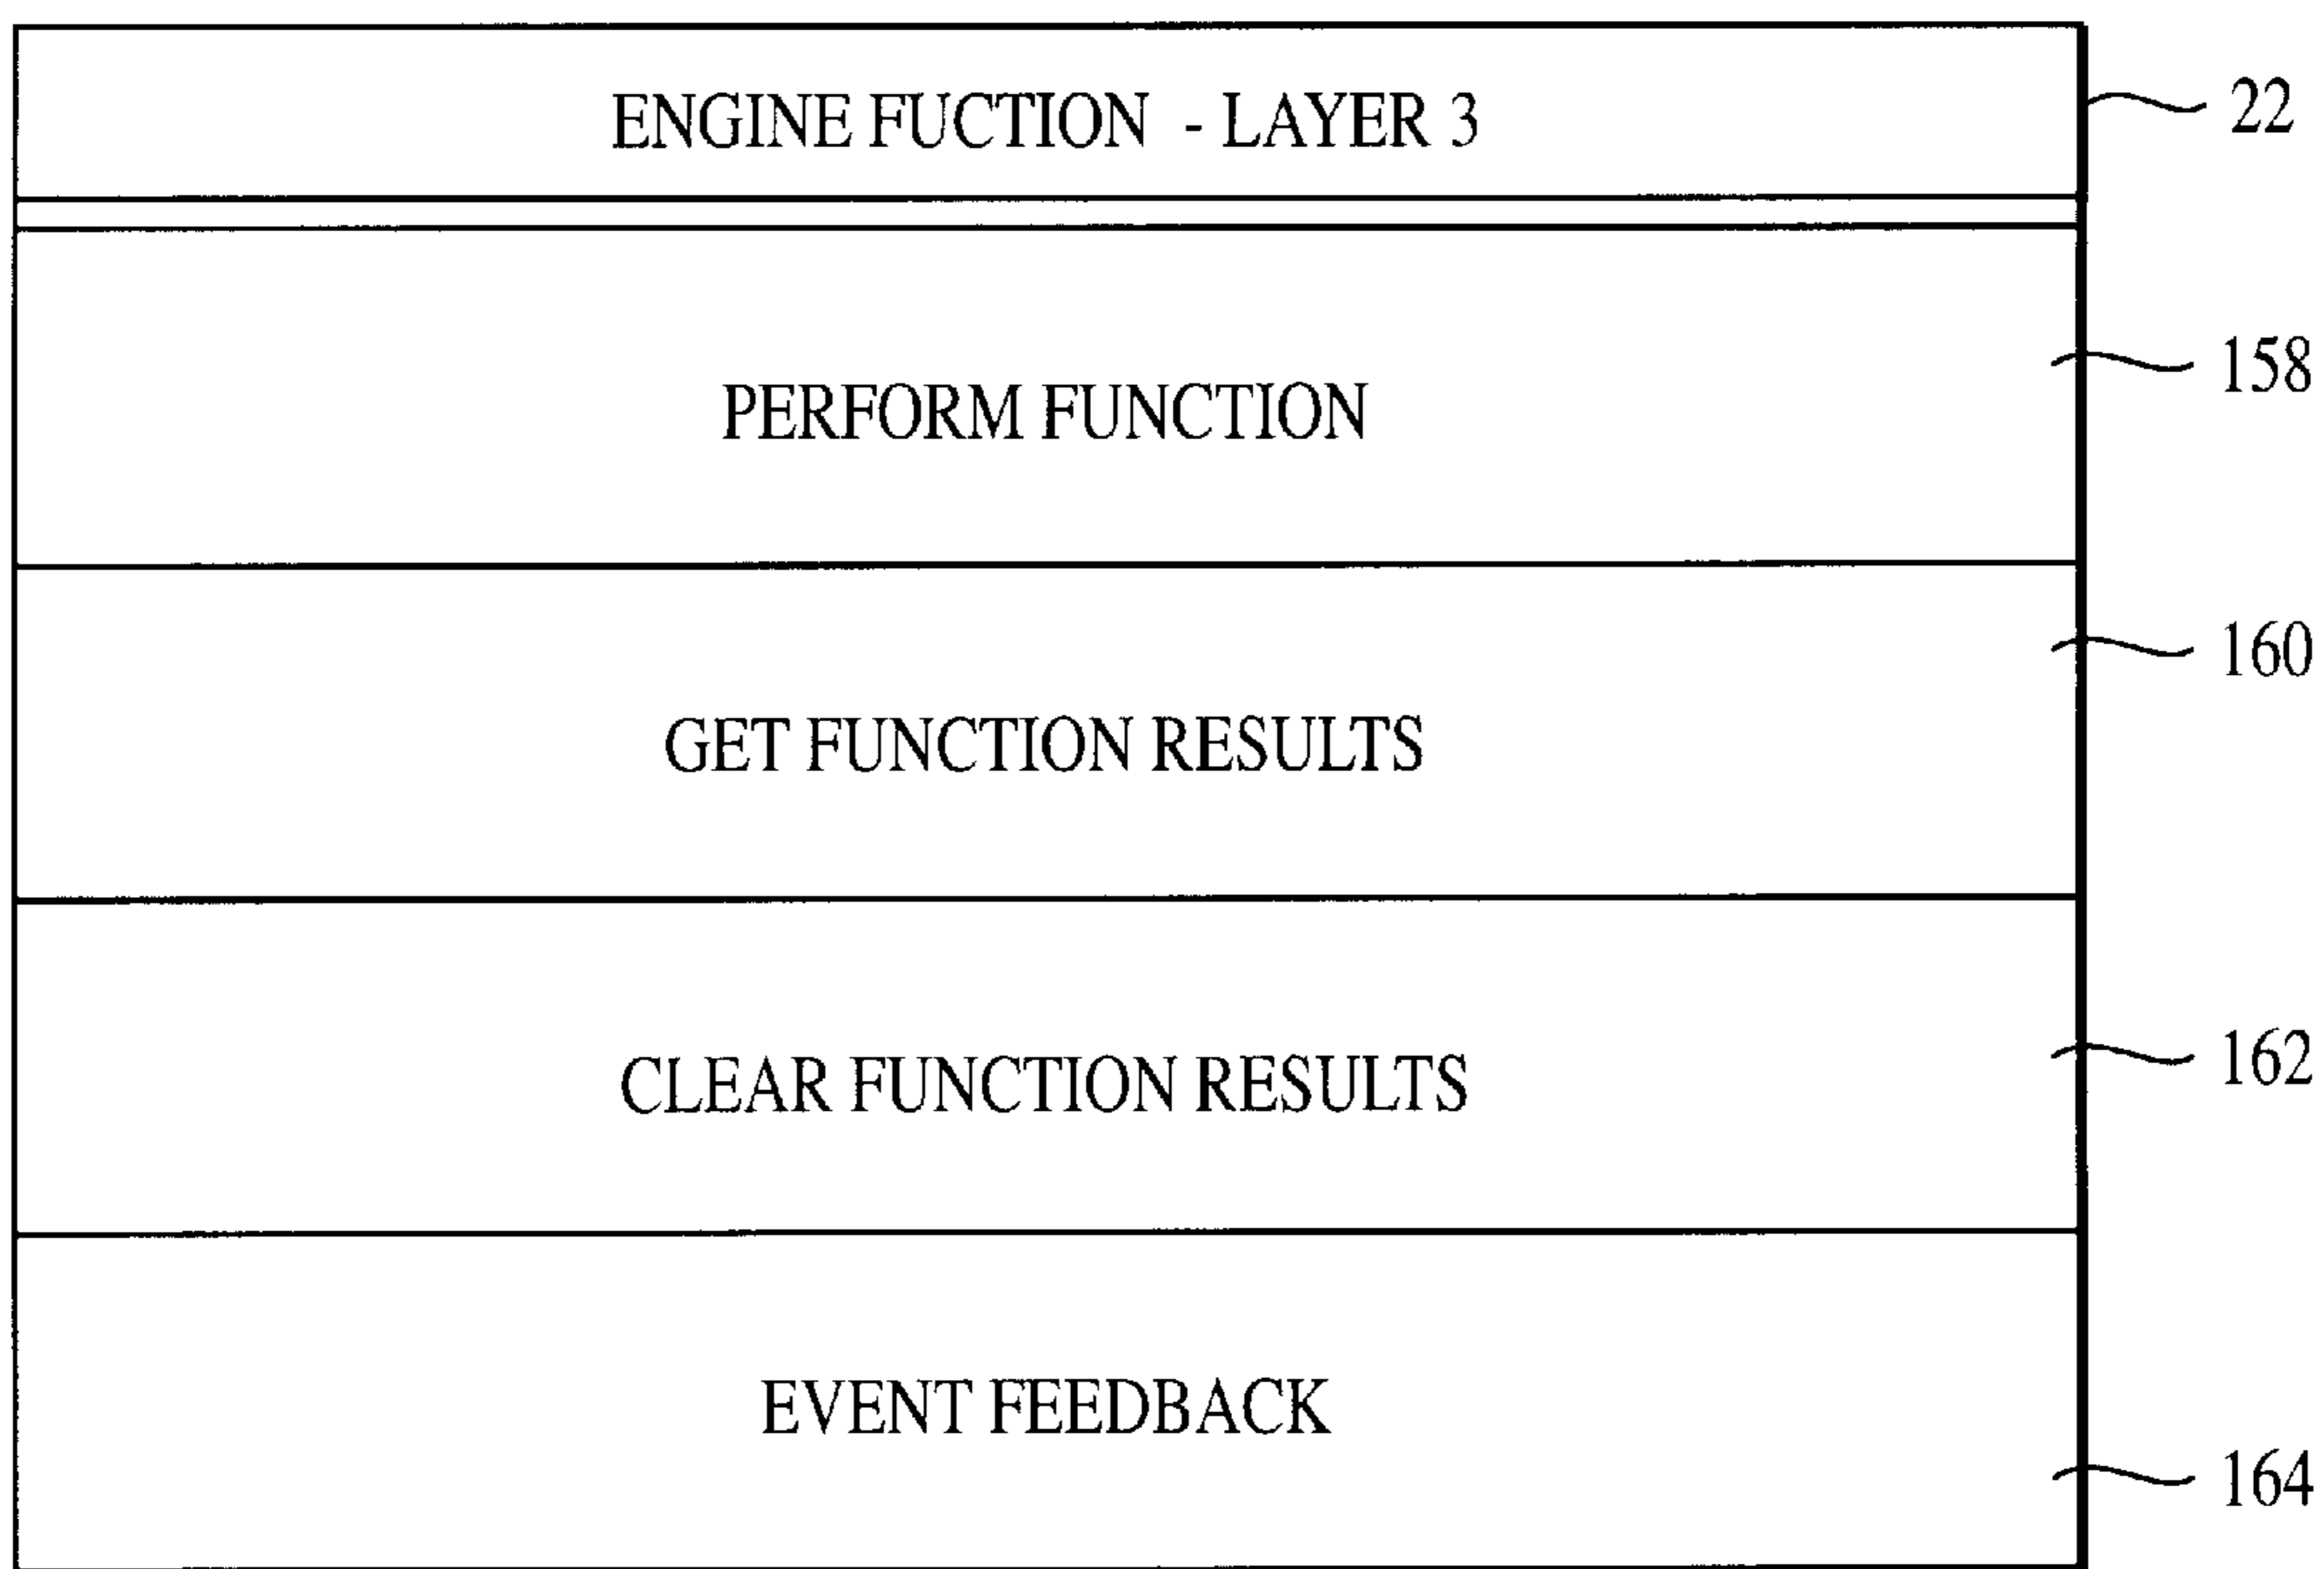 ENGINE FUCTION - LAYER 3
22
158
PERFORM FUNCTION
160
GET FUNCTION RESULTS
162
CLEAR FUNCTION RESULTS
EVENT FEEDBACK
164